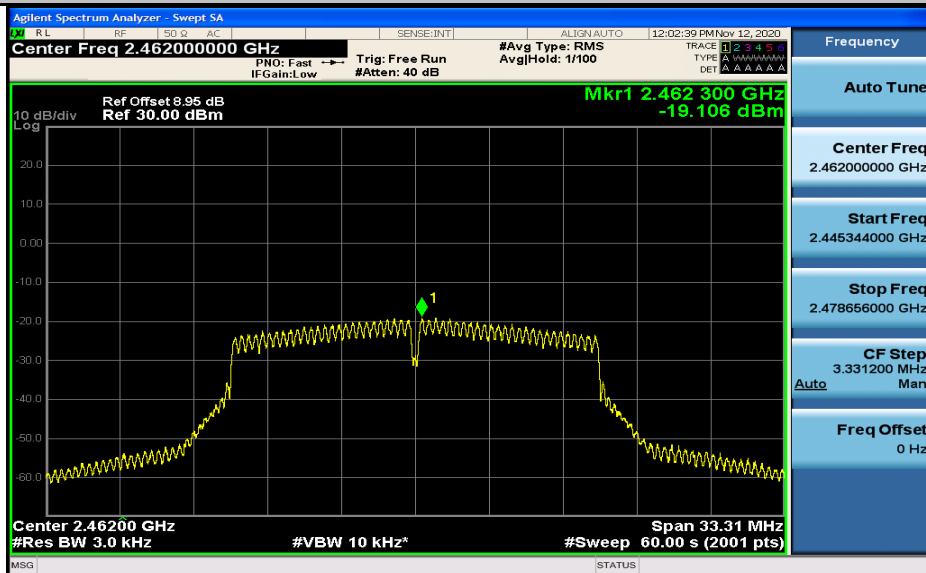 Agilent Spectrum Analyzer - Swept SA
LXI RL RF 50 Ω AC SENSE:INT ALIGN AUTO 12:02:39 PM Nov 12, 2020
Center Freq 2.462000000 GHz
PNO: Fast
IFGain:Low
Trig: Free Run
#Atten: 40 dB
#Avg Type: RMS
Avg|Hold: 1/100
TRACE 1 2 3 4 5 6
TYPE A WWWWW
DET A A A A A A
Frequency
Mkr1 2.462 300 GHz
-19.106 dBm
Ref Offset 8.95 dB
10 dB/div Ref 30.00 dBm
Log
20.0
10.0
0.00
-10.0
1
-20.0
-30.0
-40.0
-50.0
-60.0
Center 2.46200 GHz Span 33.31 MHz
#Res BW 3.0 kHz #VBW 10 kHz* #Sweep 60.00 s (2001 pts)
MSG STATUS
Auto Tune
Center Freq
2.462000000 GHz
Start Freq
2.445344000 GHz
Stop Freq
2.478656000 GHz
CF Step
3.331200 MHz
Auto Man
Freq Offset
0 Hz